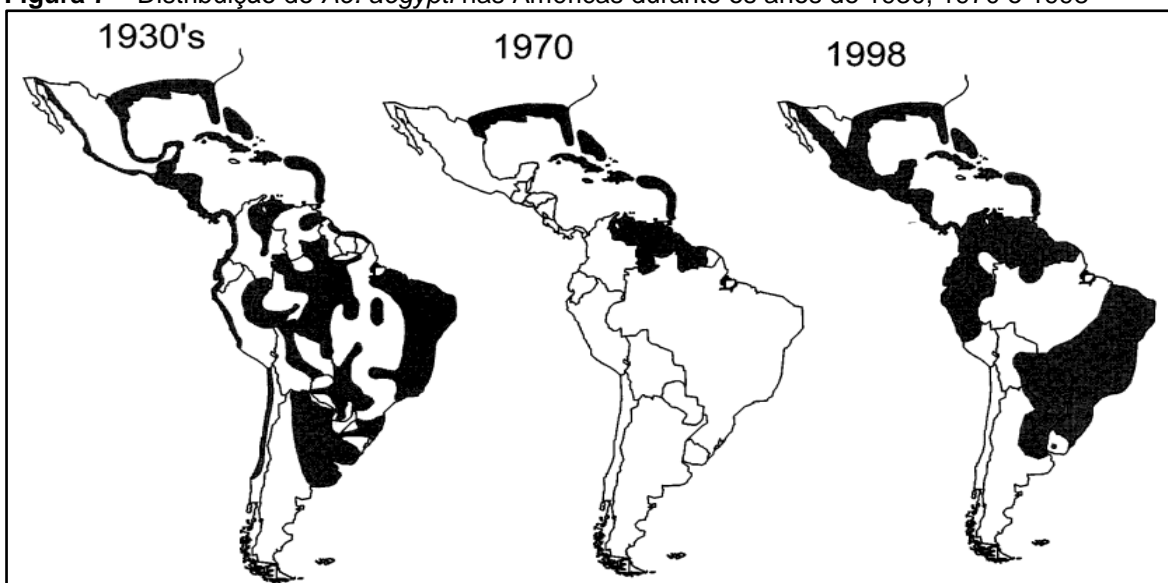 Figura 1 – Distribuição do Ae. aegypti nas Américas durante os anos de 1930, 1970 e 1998
1930's
1970
1998